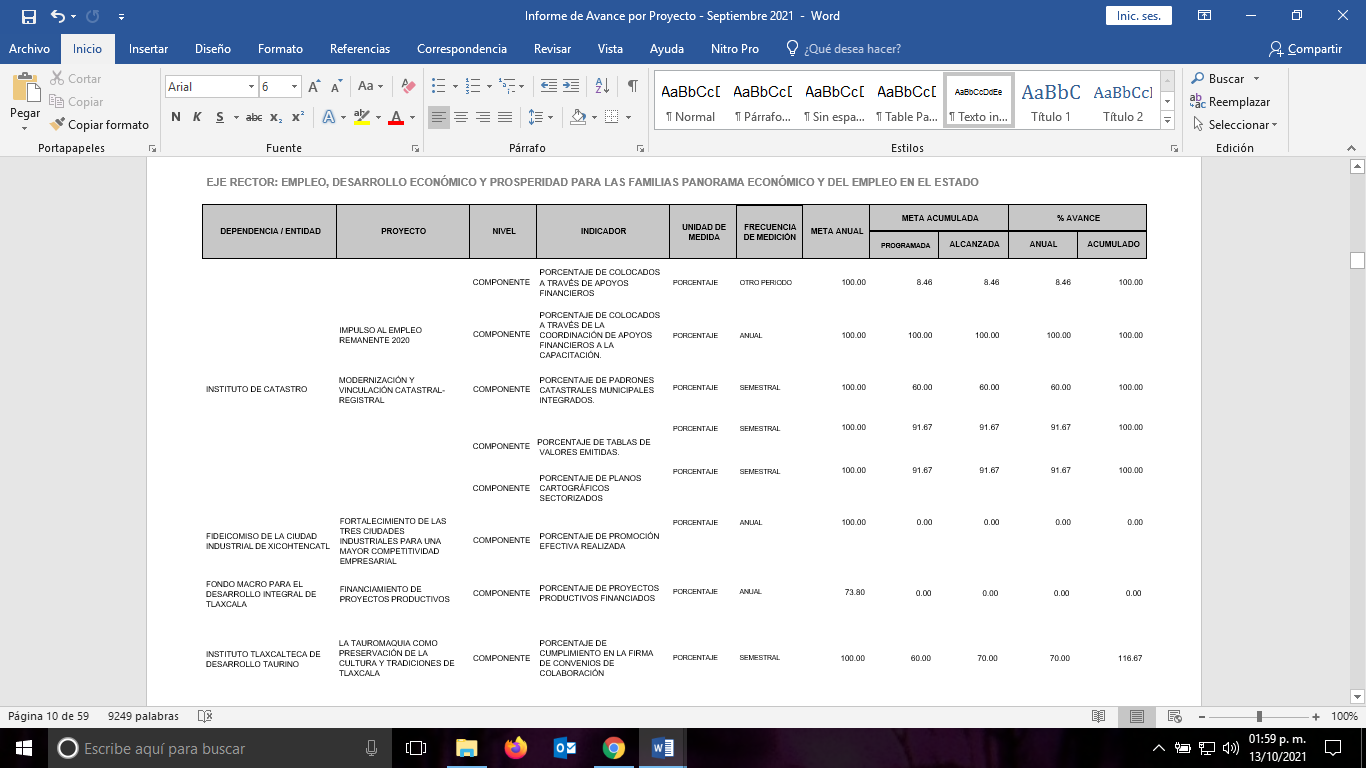 Informe de Avance por Proyecto - Septiembre 2021 - Word
Inic. ses.
Archivo Inicio Insertar Diseño Formato Referencias Correspondencia Revisar Vista Ayuda Nitro Pro ¿Qué desea hacer? Compartir
Pegar
Cortar
Copiar
Copiar formato
Portapapeles
Arial 6
N K S abc x₂ x²
Fuente
Párrafo
AaBbCcI AaBbCcD AaBbCcD AaBbCcD AaBbCcDdEe AaBbC AaBbCcI
¶ Normal ¶ Párrafo... ¶ Sin espa... ¶ Table Pa... ¶ Texto in... Título 1 Título 2
Estilos
Buscar
Reemplazar
Seleccionar
Edición
EJE RECTOR: EMPLEO, DESARROLLO ECONÓMICO Y PROSPERIDAD PARA LAS FAMILIAS PANORAMA ECONÓMICO Y DEL EMPLEO EN EL ESTADO
DEPENDENCIA / ENTIDAD PROYECTO NIVEL INDICADOR UNIDAD DE MEDIDA FRECUENCIA DE MEDICIÓN META ANUAL META ACUMULADA % AVANCE
PROGRAMADA ALCANZADA ANUAL ACUMULADO
PORCENTAJE DE COLOCADOS
COMPONENTE A TRAVÉS DE APOYOS PORCENTAJE OTRO PERIODO 100.00 8.46 8.46 8.46 100.00
FINANCIEROS
PORCENTAJE DE COLOCADOS
A TRAVÉS DE LA
IMPULSO AL EMPLEO REMANENTE 2020 COMPONENTE COORDINACIÓN DE APOYOS PORCENTAJE ANUAL 100.00 100.00 100.00 100.00 100.00
FINANCIEROS A LA
CAPACITACIÓN.
MODERNIZACIÓN Y PORCENTAJE DE PADRONES
INSTITUTO DE CATASTRO VINCULACIÓN CATASTRAL- COMPONENTE CATASTRALES MUNICIPALES PORCENTAJE SEMESTRAL 100.00 60.00 60.00 60.00 100.00
REGISTRAL INTEGRADOS.
PORCENTAJE SEMESTRAL 100.00 91.67 91.67 91.67 100.00
COMPONENTE PORCENTAJE DE TABLAS DE
VALORES EMITIDAS.
PORCENTAJE SEMESTRAL 100.00 91.67 91.67 91.67 100.00
PORCENTAJE DE PLANOS
COMPONENTE CARTOGRÁFICOS
SECTORIZADOS
FORTALECIMIENTO DE LAS PORCENTAJE ANUAL 100.00 0.00 0.00 0.00 0.00
TRES CIUDADES
FIDEICOMISO DE LA CIUDAD INDUSTRIALES PARA UNA COMPONENTE PORCENTAJE DE PROMOCIÓN
INDUSTRIAL DE XICOHTENCATL MAYOR COMPETITIVIDAD EFECTIVA REALIZADA
EMPRESARIAL
FONDO MACRO PARA EL FINANCIAMIENTO DE PORCENTAJE DE PROYECTOS
DESARROLLO INTEGRAL DE PROYECTOS PRODUCTIVOS COMPONENTE PRODUCTIVOS FINANCIADOS PORCENTAJE ANUAL 73.80 0.00 0.00 0.00 0.00
TLAXCALA
LA TAUROMAQUIA COMO PORCENTAJE DE
INSTITUTO TLAXCALTECA DE PRESERVACIÓN DE LA COMPONENTE CUMPLIMIENTO EN LA FIRMA PORCENTAJE SEMESTRAL 100.00 60.00 70.00 70.00 116.67
DESARROLLO TAURINO CULTURA Y TRADICIONES DE DE CONVENIOS DE
TLAXCALA COLABORACIÓN
Página 10 de 59 9249 palabras 100%
Escribe aquí para buscar
01:59 p. m.
13/10/2021